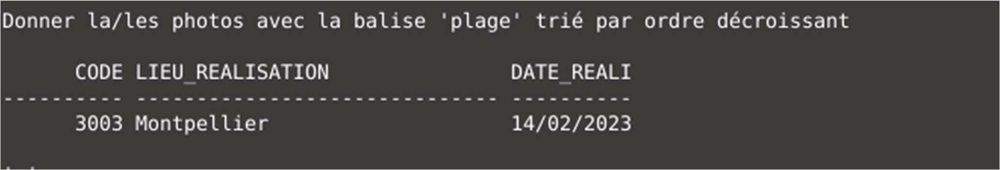 Donner la/les photos avec la balise 'plage' trié par ordre décroissant
      CODE LIEU_REALISATION               DATE_REALI
---------- ------------------------------ ----------
      3003 Montpellier                    14/02/2023